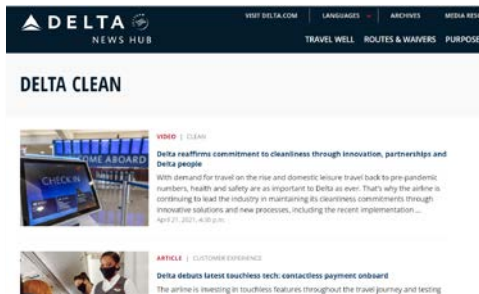 VISIT DELTA.COM LANGUAGES ARCHIVES MEDIA RES
DELTA
NEWS HUB
TRAVEL WELL ROUTES & WAIVERS PURPOSE
DELTA CLEAN
VIDEO | CLEAN
Delta reaffirms commitment to cleanliness through innovation, partnerships and
Delta people
With demand for travel on the rise and domestic leisure travel back to pre-pandemic
numbers, health and safety are as important to Delta as ever. That's why the airline is
continuing to lead the industry in maintaining its cleanliness commitments through
innovative solutions and new processes, including the recent implementation...
April 21, 2021, 4:30 p.m.
OME ABOARD
CHECK IN
ARTICLE | CUSTOMER EXPERIENCE
Delta debuts latest touchless tech: contactless payment onboard
The airline is investing in touchless features throughout the travel journey and testing